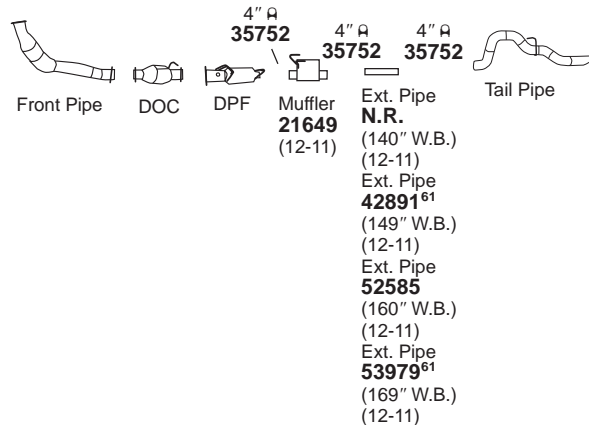 4″
35752
4″
35752
4″
35752
Front Pipe
DOC
DPF
Muffler
21649
(12-11)
Ext. Pipe
N.R.
(140″ W.B.)
(12-11)
Ext. Pipe
42891⁶¹
(149″ W.B.)
(12-11)
Ext. Pipe
52585
(160″ W.B.)
(12-11)
Ext. Pipe
53979⁶¹
(169″ W.B.)
(12-11)
Tail Pipe